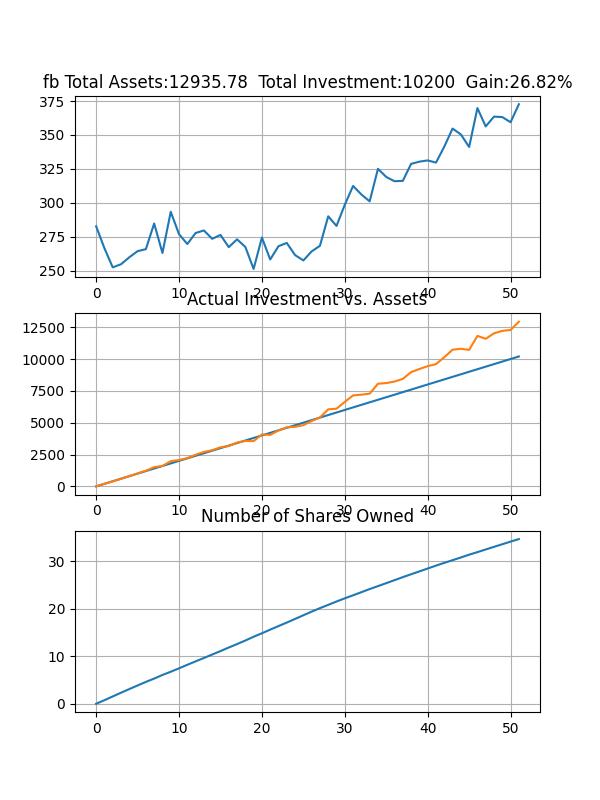 fb Total Assets:12935.78  Total Investment:10200  Gain:26.82%
375
350
325
300
275
250
0 10 20 30 40 50
Actual Investment vs. Assets
12500
10000
7500
5000
2500
0
0 10 20 30 40 50
Number of Shares Owned
30
20
10
0
0 10 20 30 40 50